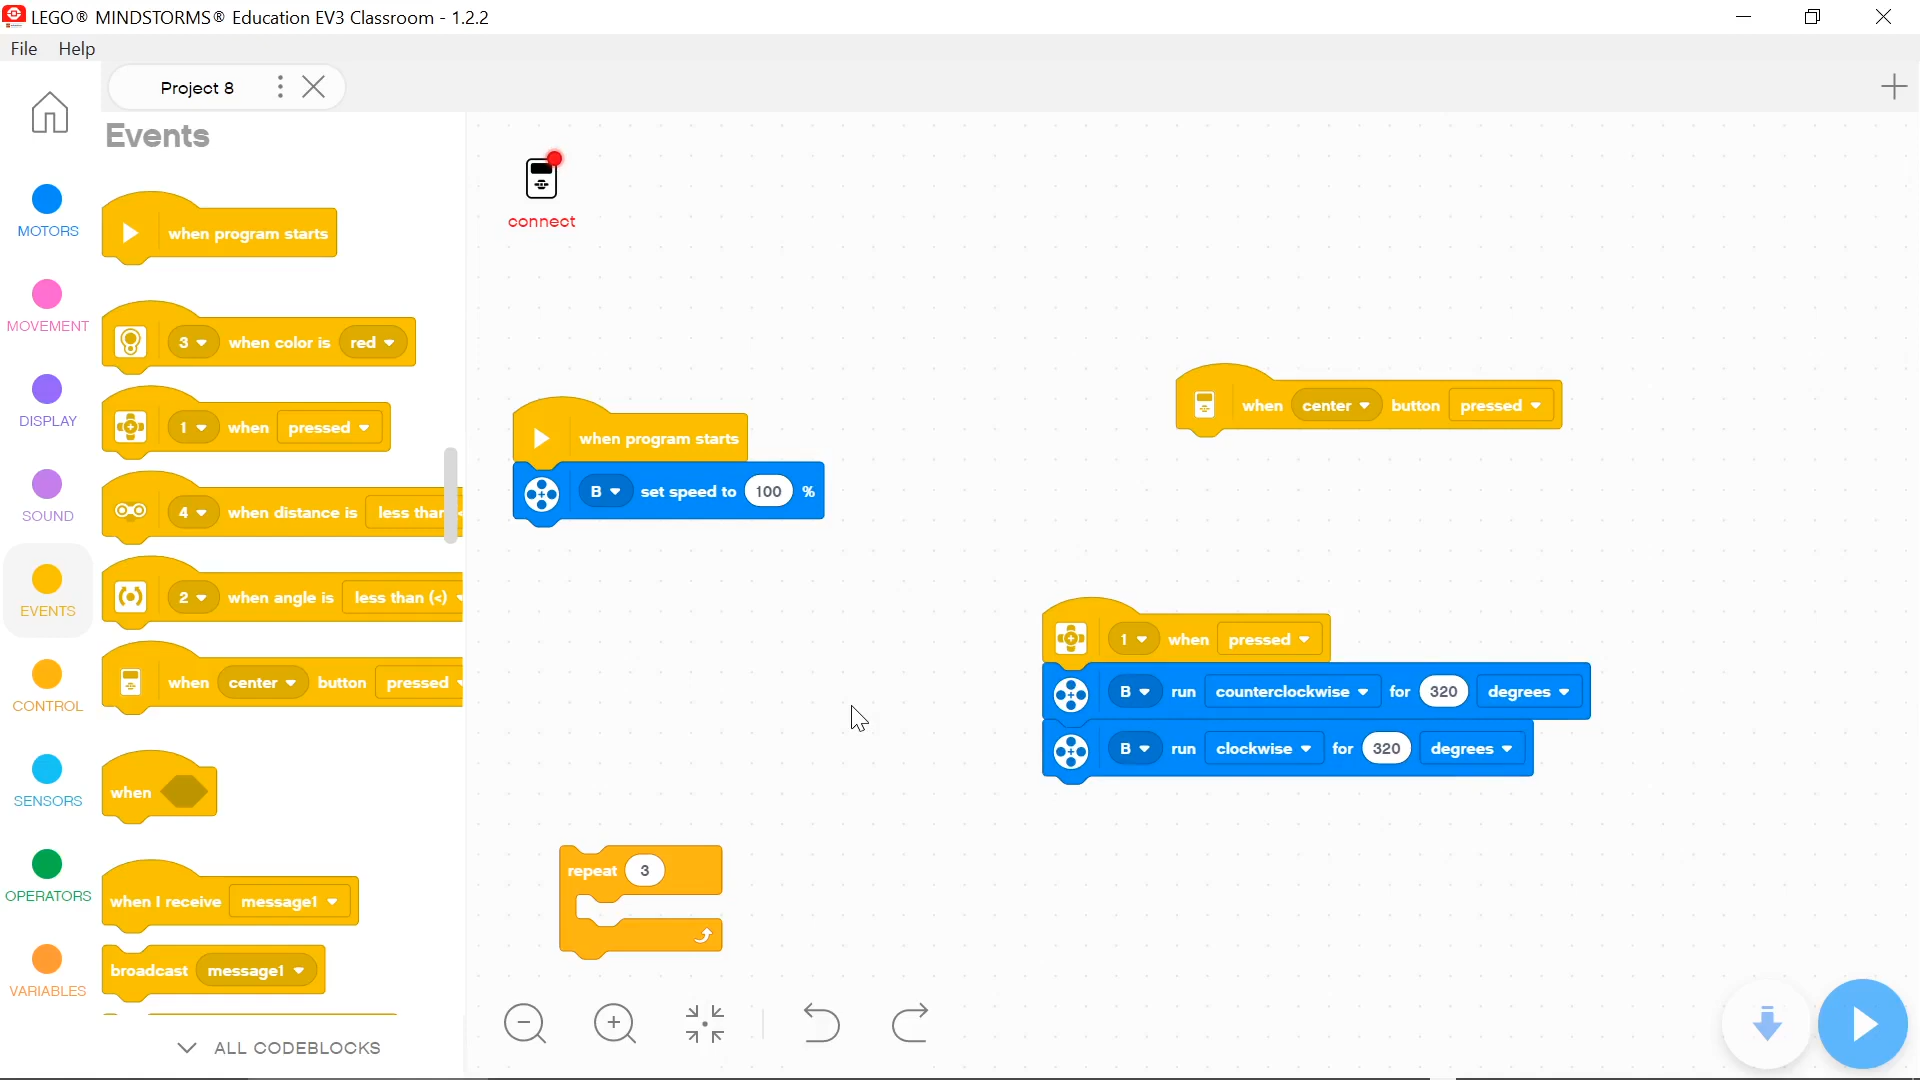 LEGO® MINDSTORMS® Education EV3 Classroom - 1.2.2
File Help
Project 8
Events
MOTORS
MOVEMENT
DISPLAY
SOUND
EVENTS
CONTROL
SENSORS
OPERATORS
VARIABLES
when program starts
3 when color is red
1 when pressed
4 when distance is less than
2 when angle is less than (<)
when center button pressed
when
when I receive message1
broadcast message1
ALL CODEBLOCKS
connect
when program starts
B set speed to 100 %
repeat 3
when center button pressed
1 when pressed
B run counterclockwise for 320 degrees
B run clockwise for 320 degrees